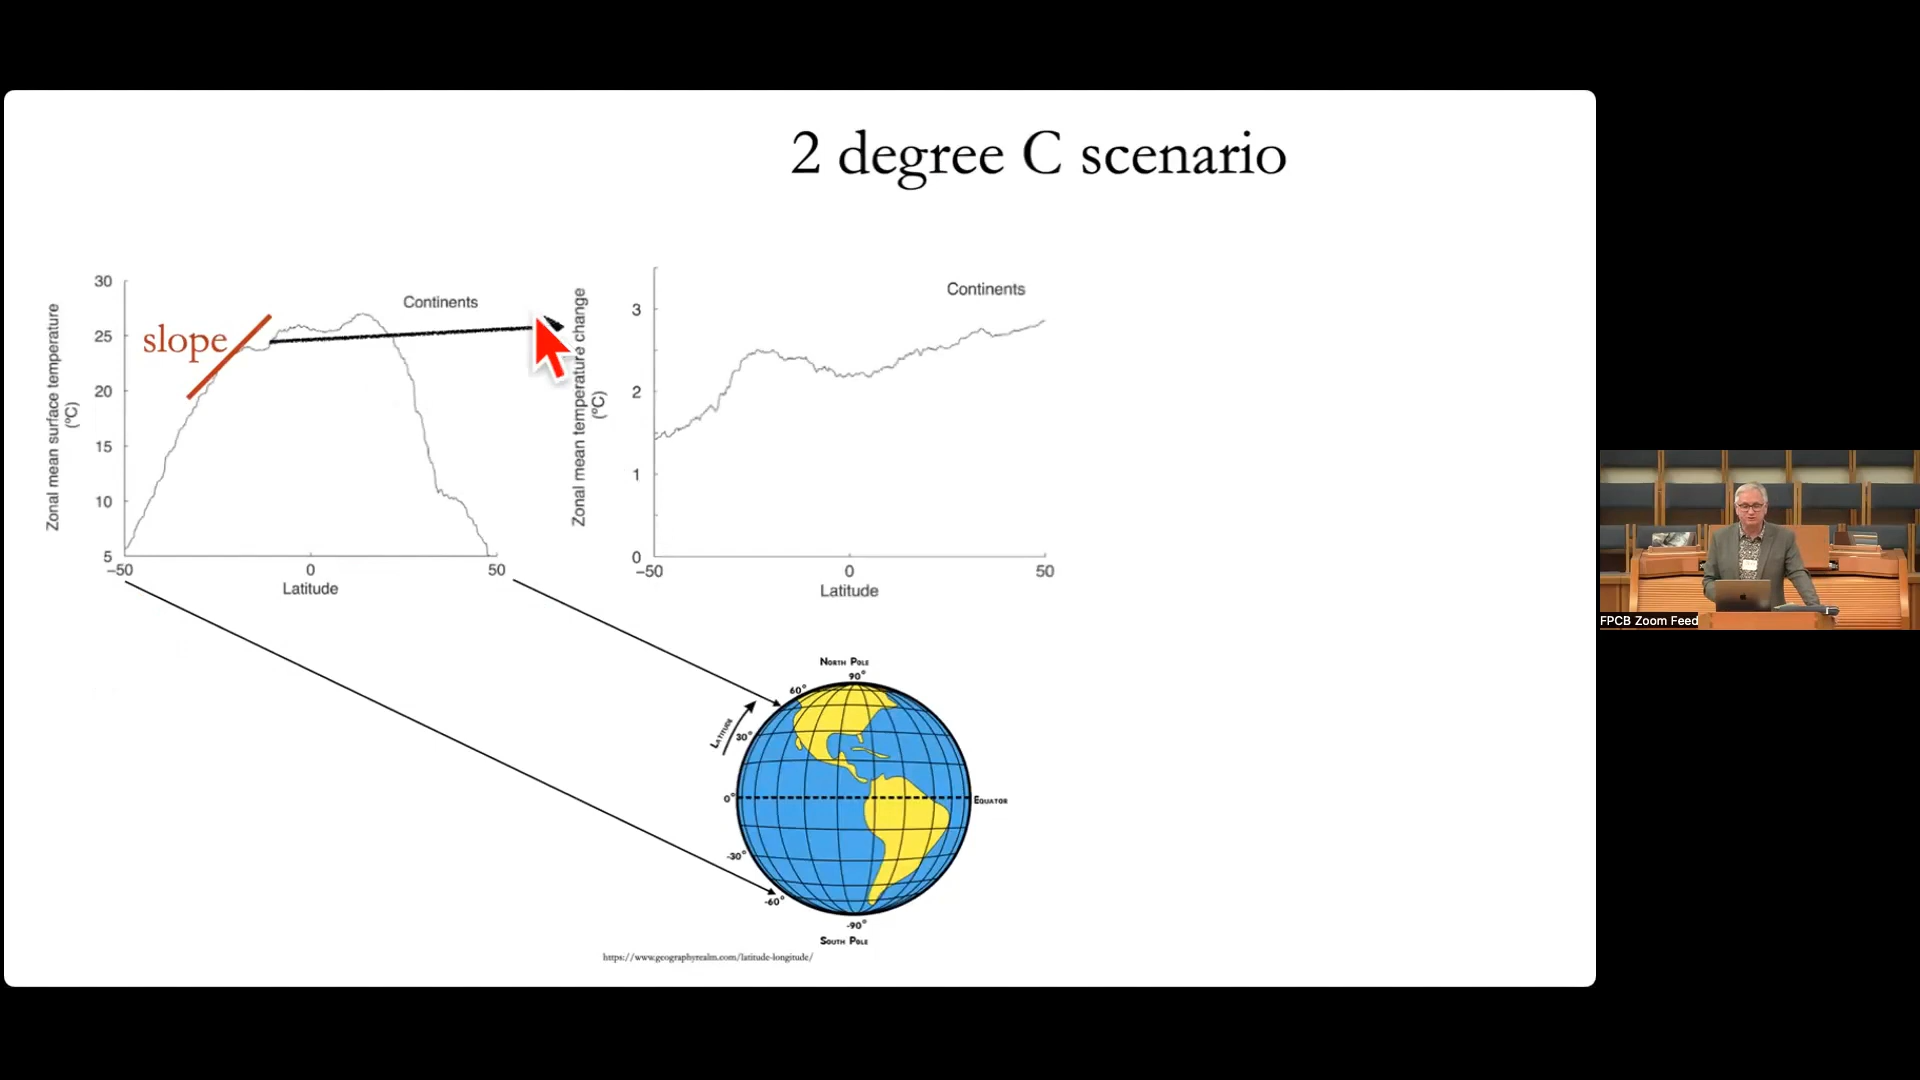 2 degree C scenario
Zonal mean surface temperature
(°C)
30
25
20
15
10
5
slope
Continents
−50
0
50
Latitude
Zonal mean temperature change
(°C)
3
2
1
0
Continents
−50
0
50
Latitude
North Pole
90°
60°
Latitude
30°
0°
Equator
-30°
-60°
-90°
South Pole
https://www.geographyrealm.com/latitude-longitude/
FPCB Zoom Feed